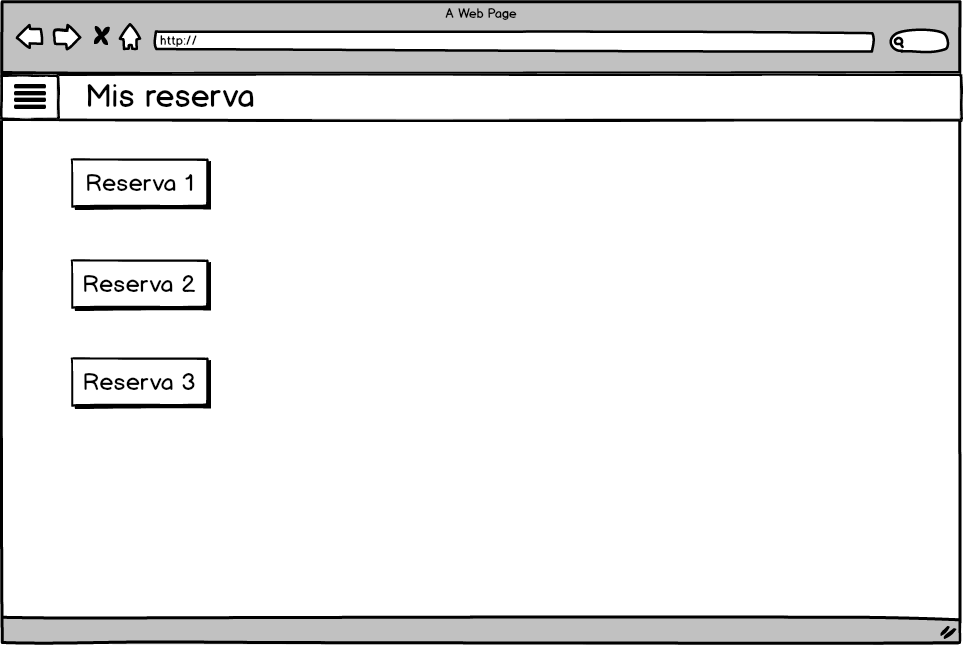 A Web Page
http://
Mis reserva
Reserva 1
Reserva 2
Reserva 3